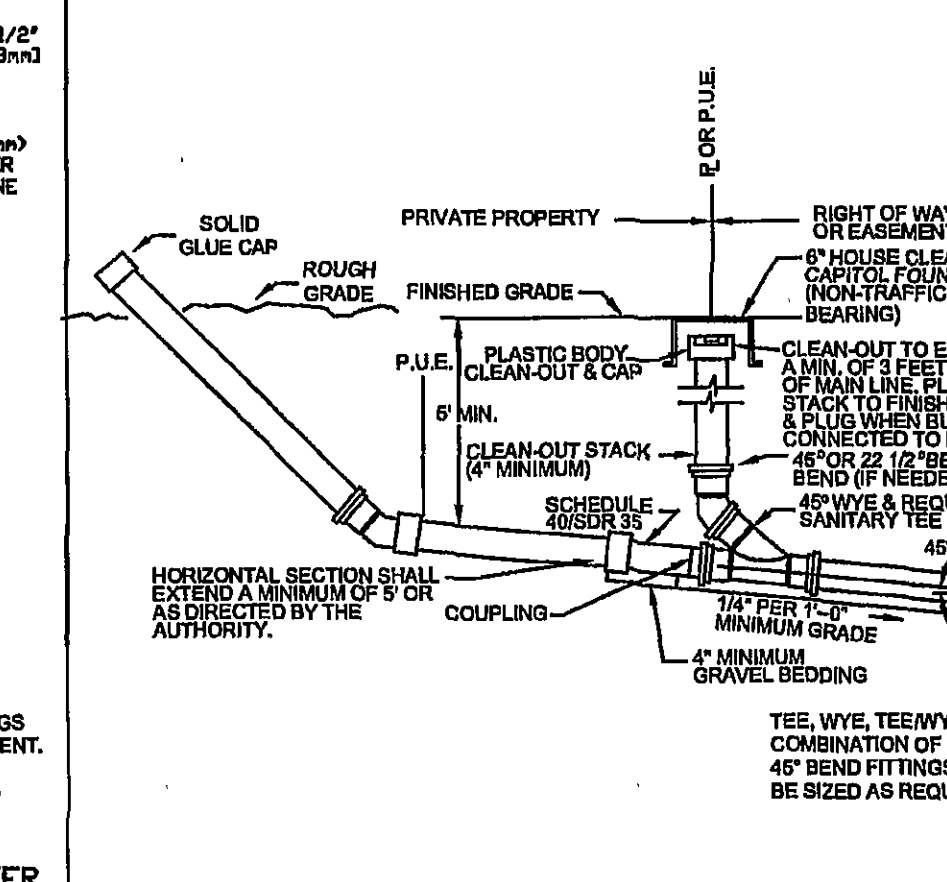 1/2"
3mm]
mm)
ER
NE
GS
ENT.
TER
P OR P.U.E.
PRIVATE PROPERTY
RIGHT OF WAY
OR EASEMENT
SOLID
GLUE CAP
ROUGH
GRADE
FINISHED GRADE
6" HOUSE CLEA
CAPITOL FOUN
(NON-TRAFFIC
BEARING)
P.U.E.
PLASTIC BODY
CLEAN-OUT & CAP
CLEAN-OUT TO E
A MIN. OF 3 FEET
OF MAIN LINE. PL
STACK TO FINISH
& PLUG WHEN BU
CONNECTED TO
5' MIN.
CLEAN-OUT STACK
(4" MINIMUM)
45° OR 22 1/2° BE
BEND (IF NEEDE
SCHEDULE
40/SDR 35
45° WYE & REQU
SANITARY TEE
45°
HORIZONTAL SECTION SHALL
EXTEND A MINIMUM OF 5' OR
AS DIRECTED BY THE
AUTHORITY.
COUPLING
1/4" PER 1'-0"
MINIMUM GRADE
4" MINIMUM
GRAVEL BEDDING
TEE, WYE, TEE/WY
COMBINATION OF
45° BEND FITTINGS
BE SIZED AS REQU